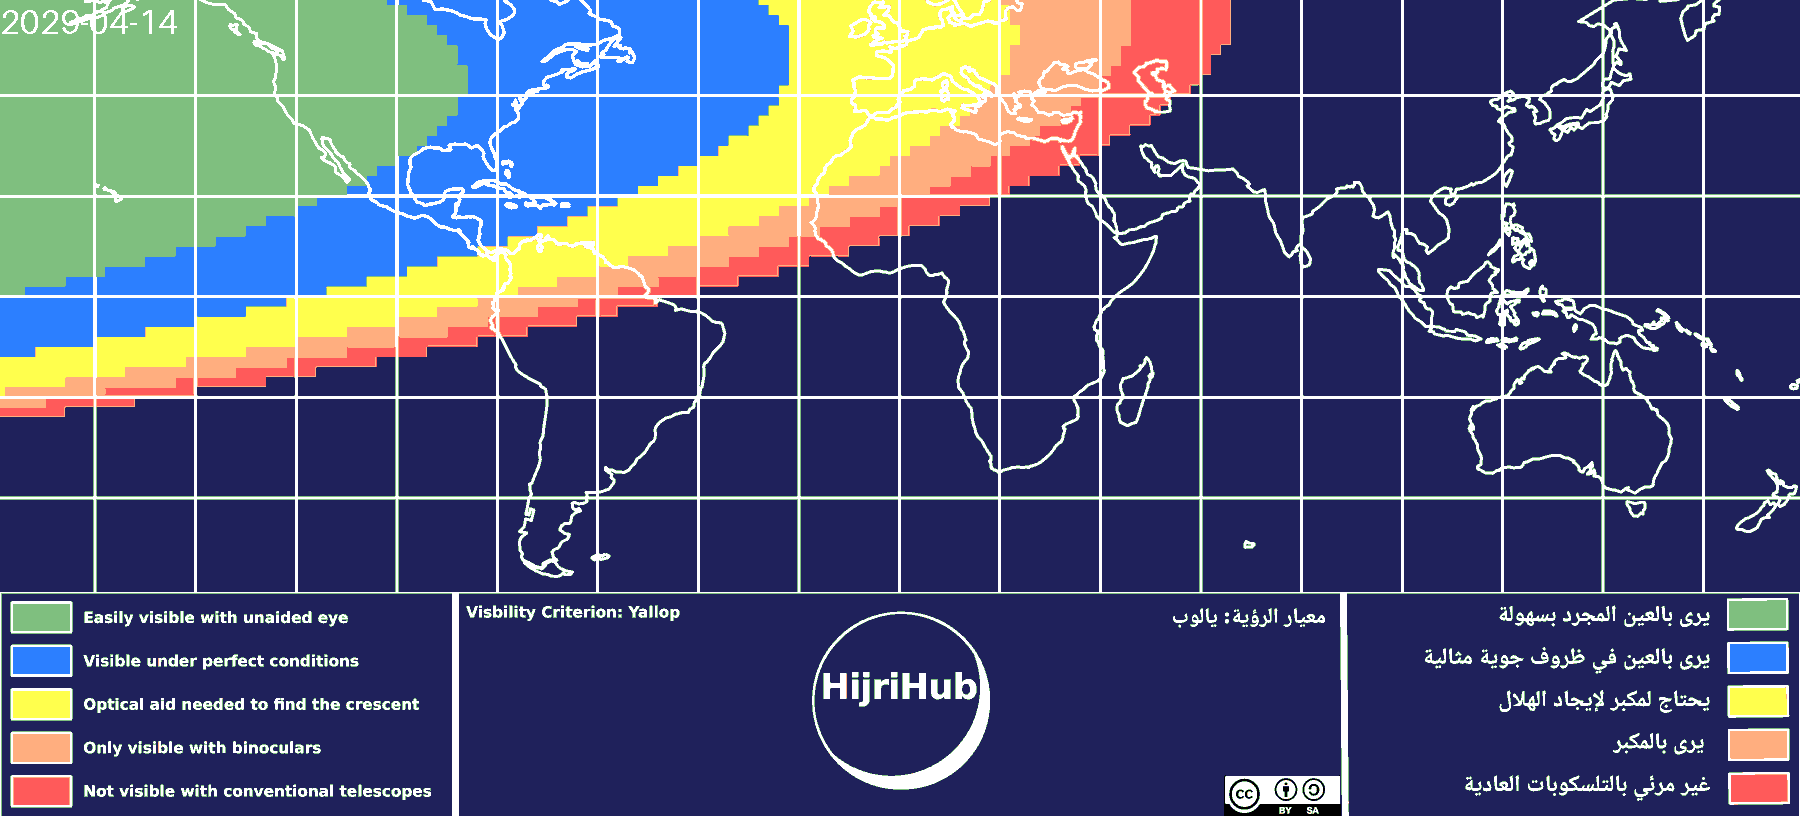 2029-04-14
Easily visible with unaided eye
Visible under perfect conditions
Optical aid needed to find the crescent
Only visible with binoculars
Not visible with conventional telescopes
Visbility Criterion: Yallop
معيار الرؤية: يالوب
HijriHub
cc
BY SA
يرى بالعين المجرد بسهولة
يرى بالعين في ظروف جوية مثالية
يحتاج لمكبر لإيجاد الهلال
يرى بالمكبر
غير مرئي بالتلسكوبات العادية